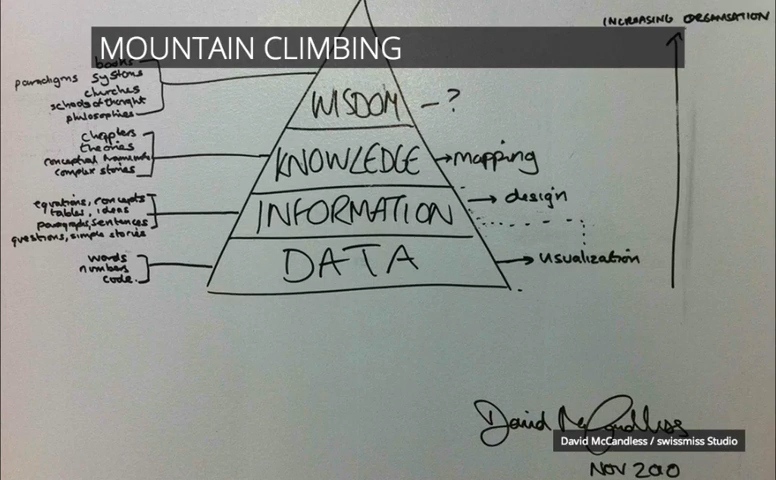 INCREASING ORGANISATION
MOUNTAIN CLIMBING
books
paradigms systems
churches
schools of thought
philosophies
WISDOM – ?
chapters
theories
conceptual frameworks
complex stories
KNOWLEDGE → mapping
equations, concepts
tables, ideas
paragraphs, sentences
questions, simple stories
INFORMATION → design
words
numbers
code
DATA → visualization
David McCandless
David McCandless / swissmiss Studio
NOV 2010